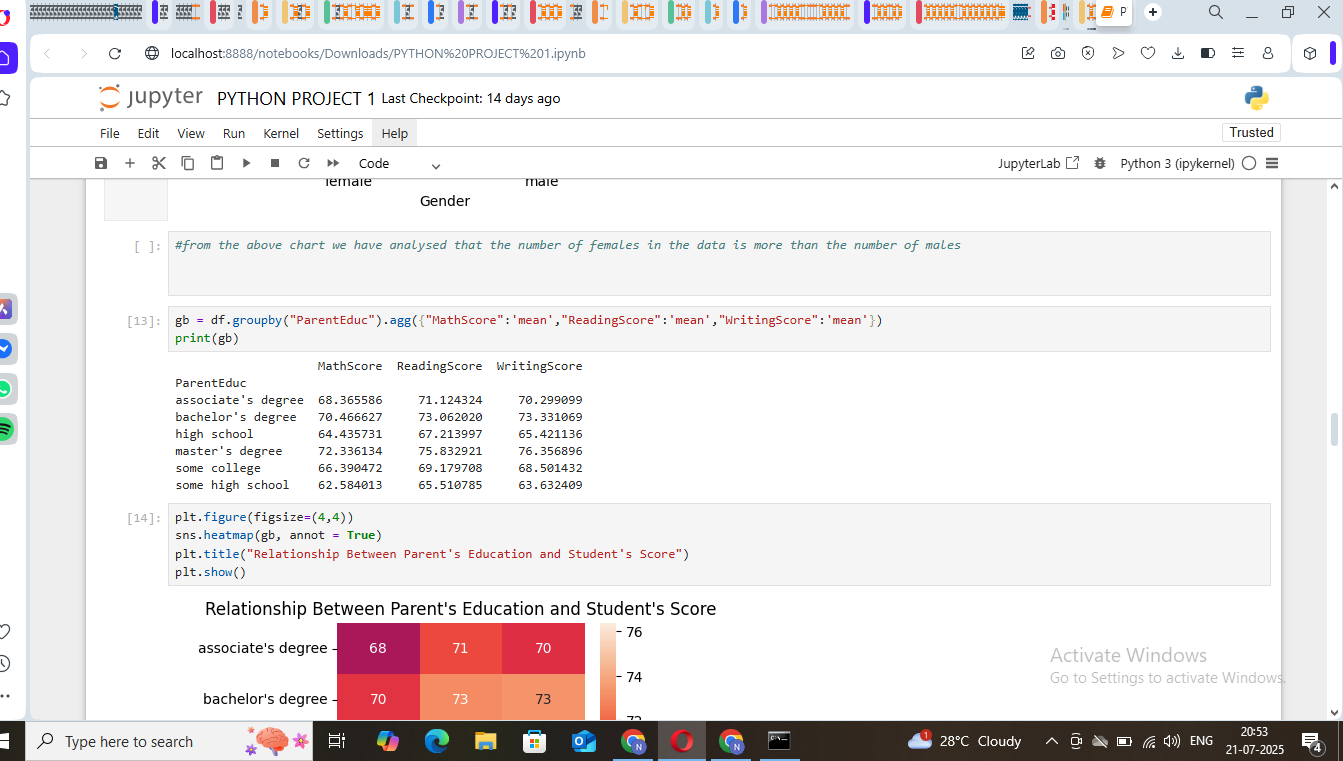 P
localhost:8888/notebooks/Downloads/PYTHON%20PROJECT%201.ipynb
jupyter PYTHON PROJECT 1 Last Checkpoint: 14 days ago
File Edit View Run Kernel Settings Help
Trusted
Code
JupyterLab Python 3 (ipykernel)
female male
Gender
[ ]: #from the above chart we have analysed that the number of females in the data is more than the number of males
[13]: gb = df.groupby("ParentEduc").agg({"MathScore":'mean',"ReadingScore":'mean',"WritingScore":'mean'})
print(gb)
MathScore ReadingScore WritingScore
ParentEduc
associate's degree 68.365586 71.124324 70.299099
bachelor's degree 70.466627 73.062020 73.331069
high school 64.435731 67.213997 65.421136
master's degree 72.336134 75.832921 76.356896
some college 66.390472 69.179708 68.501432
some high school 62.584013 65.510785 63.632409
[14]: plt.figure(figsize=(4,4))
sns.heatmap(gb, annot = True)
plt.title("Relationship Between Parent's Education and Student's Score")
plt.show()
Relationship Between Parent's Education and Student's Score
76
associate's degree 68 71 70
74
bachelor's degree 70 73 73
72
Activate Windows
Go to Settings to activate Windows.
Type here to search
N
N
1
28°C Cloudy
ENG
20:53
21-07-2025
4